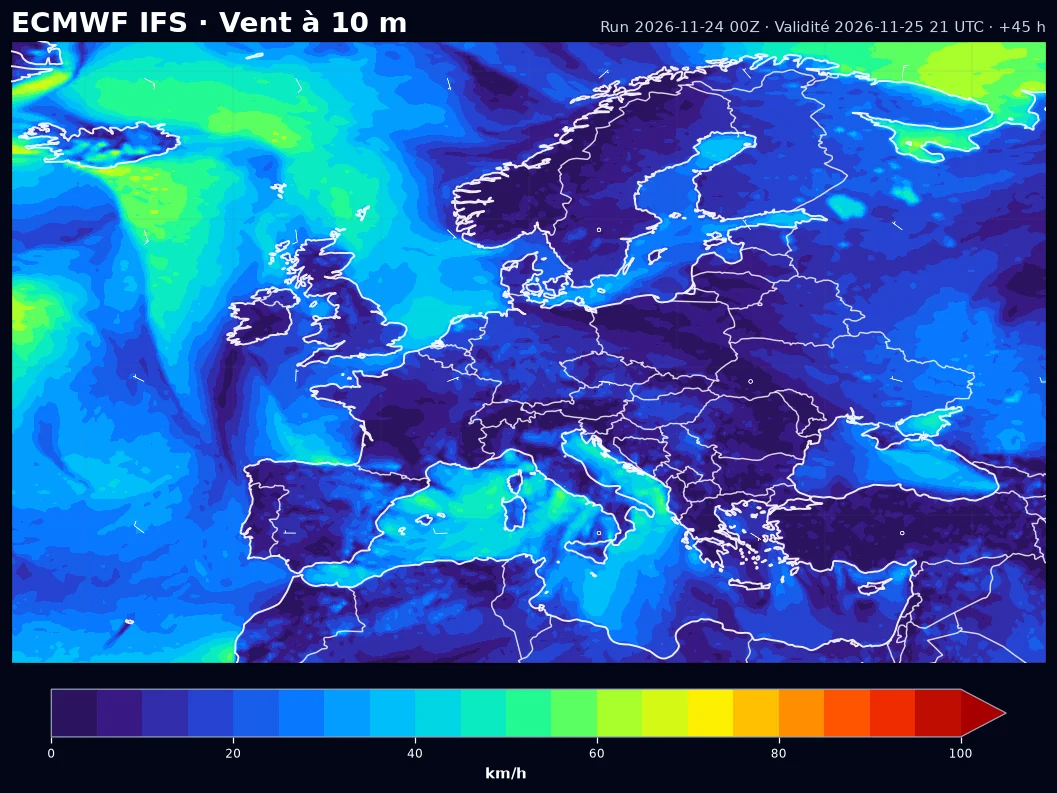 ECMWF IFS · Vent à 10 m
Run 2026-11-24 00Z · Validité 2026-11-25 21 UTC · +45 h
0 20 40 60 80 100
km/h